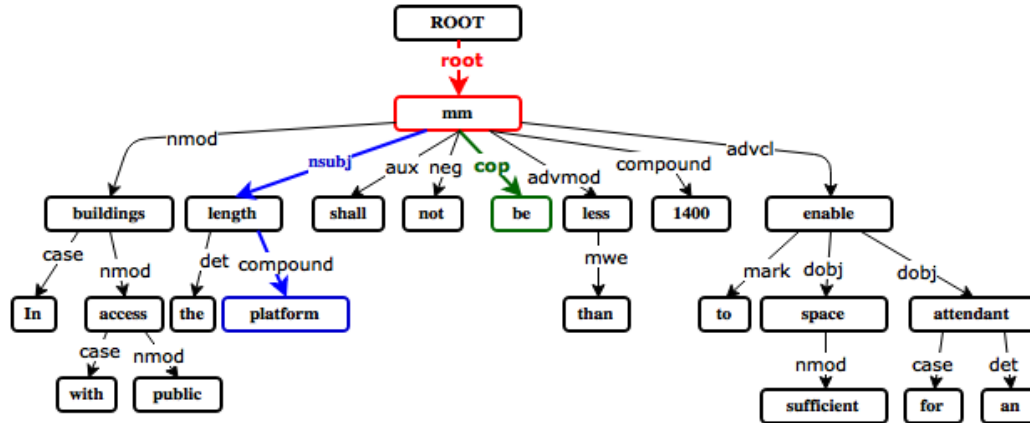 ROOT
root
mm
nmod nsubj aux neg cop advmod compound advcl
buildings length shall not be less 1400 enable
case nmod det compound mwe mark dobj dobj
In access the platform than to space attendant
case nmod nmod case det
with public sufficient for an